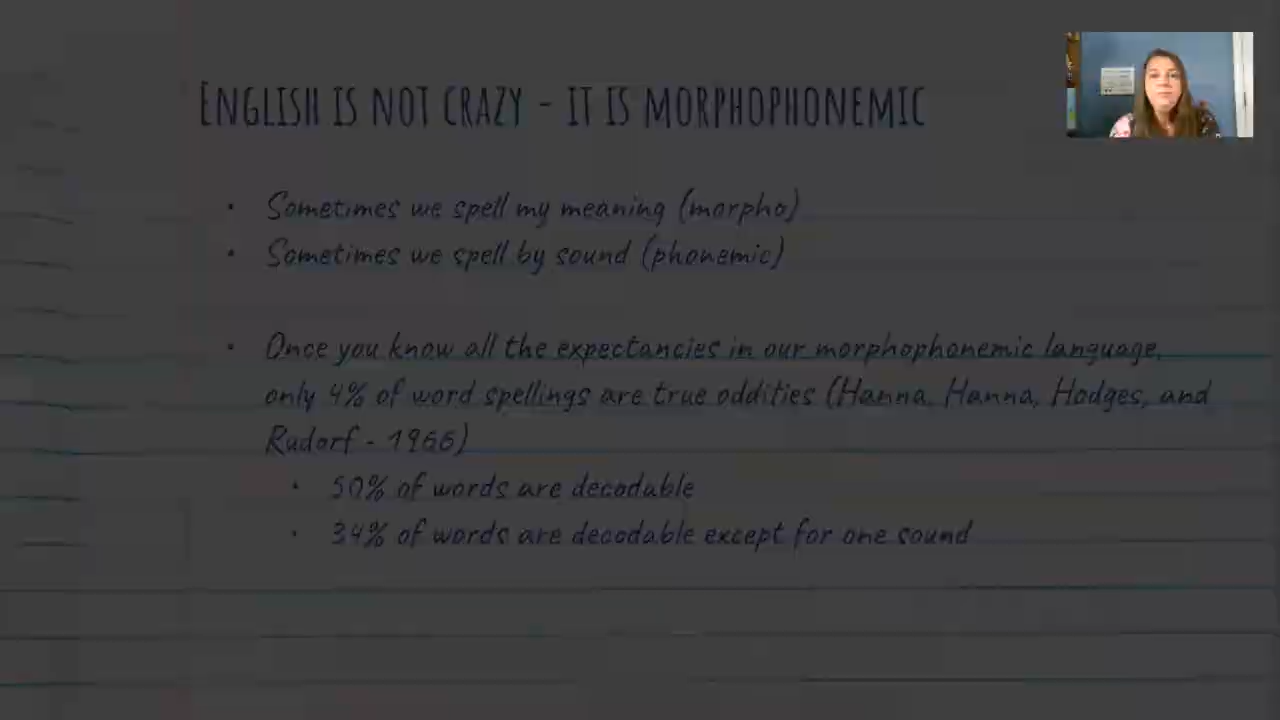 ENGLISH IS NOT CRAZY - IT IS MORPHOPHONEMIC
• Sometimes we spell my meaning (morpho)
• Sometimes we spell by sound (phonemic)
• Once you know all the expectancies in our morphophonemic language,
only 4% of word spellings are true oddities (Hanna, Hanna, Hodges, and
Rudorf - 1966)
• 50% of words are decodable
• 34% of words are decodable except for one sound